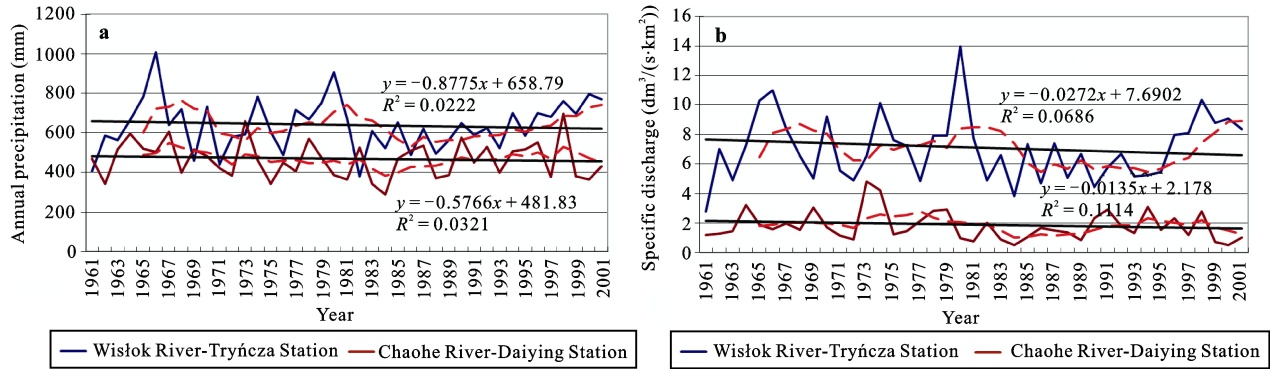 a
Annual precipitation (mm)
1200
1000
800
600
400
200
0
y = −0.8775x + 658.79
R² = 0.0222
y = −0.5766x + 481.83
R² = 0.0321
1961 1963 1965 1967 1969 1971 1973 1975 1977 1979 1981 1983 1985 1987 1989 1991 1993 1995 1997 1999 2001
Year
Wisłok River-Tryńcza Station Chaohe River-Daiying Station
b
Specific discharge (dm³/(s·km²))
16
14
12
10
8
6
4
2
0
y = −0.0272x + 7.6902
R² = 0.0686
y = −0.0135x + 2.178
R² = 0.1114
1961 1963 1965 1967 1969 1971 1973 1975 1977 1979 1981 1983 1985 1987 1989 1991 1993 1995 1997 1999 2001
Year
Wisłok River-Tryńcza Station Chaohe River-Daiying Station